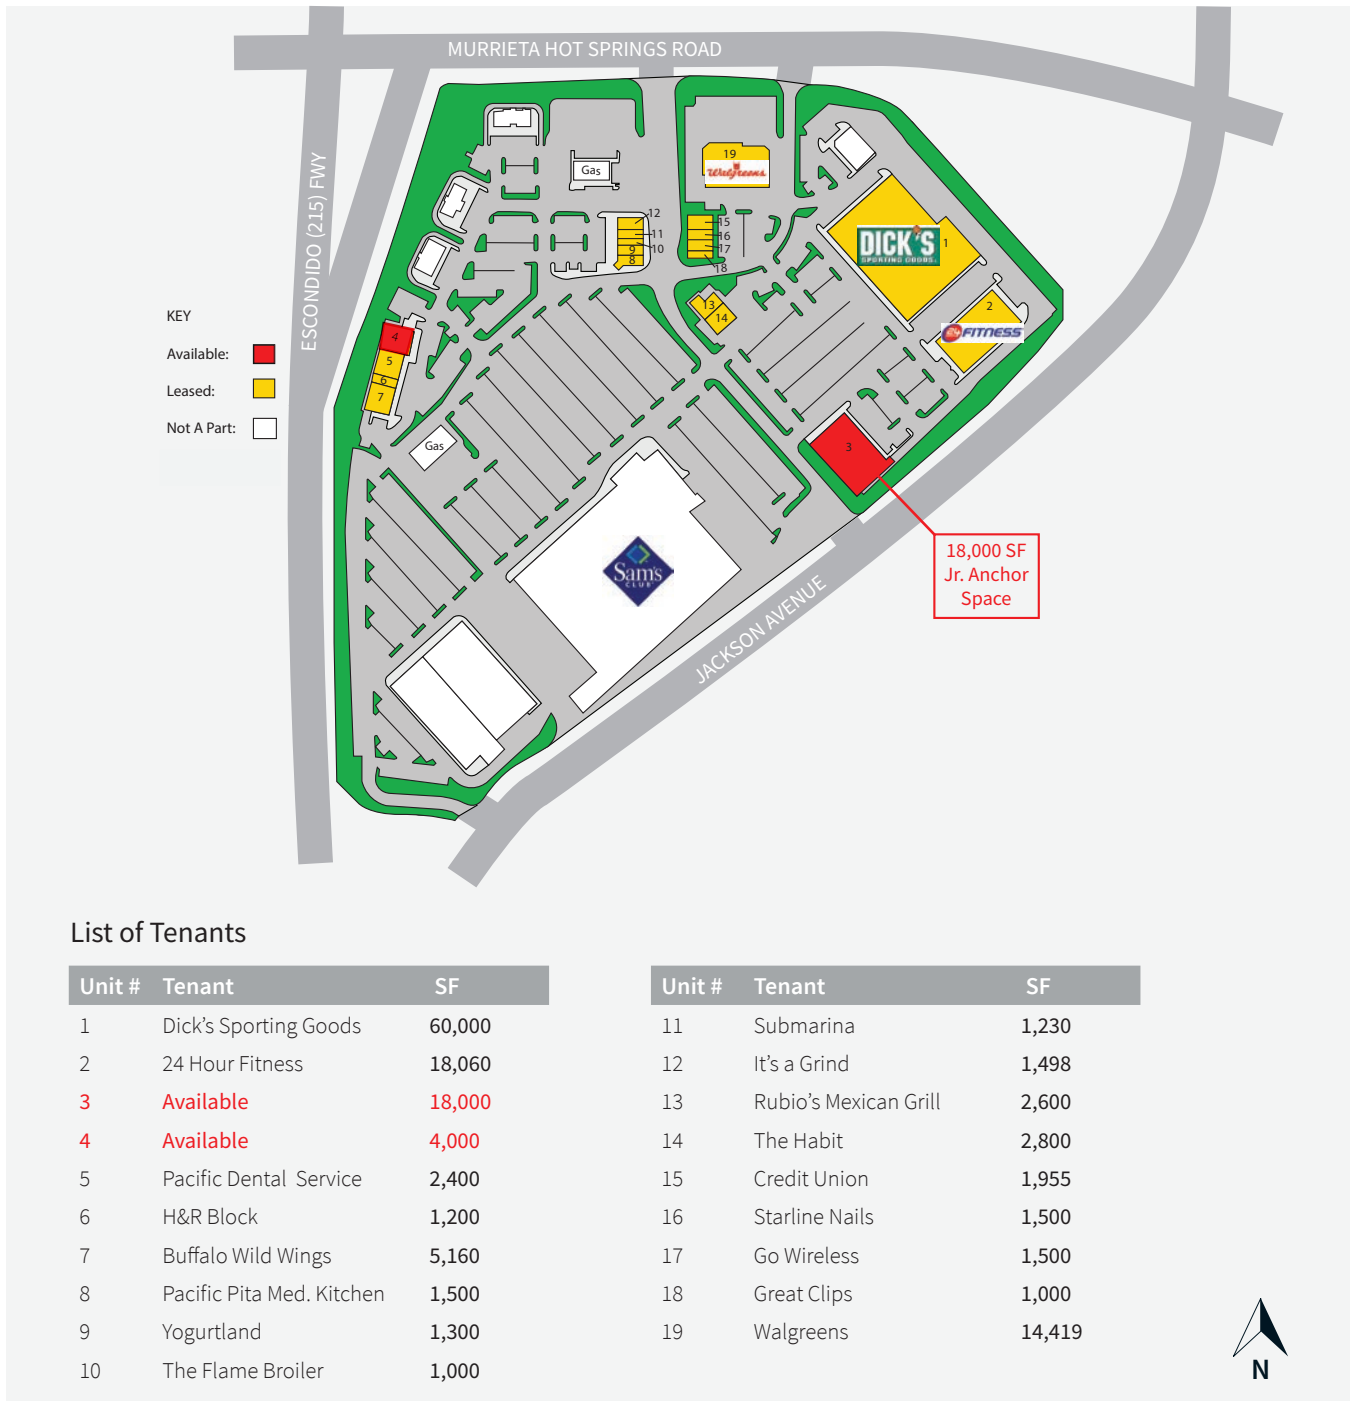 MURRIETA HOT SPRINGS ROAD
ESCONDIDO (215) FWY
JACKSON AVENUE
KEY
Available:
Leased:
Not A Part:
Gas
19
Walgreens
12
11
10
9
8
15
16
17
18
13
14
DICK'S
SPORTING GOODS
1
2
24 FITNESS
4
5
6
7
Gas
3
Sam's
CLUB
18,000 SF
Jr. Anchor
Space
List of Tenants
Unit # Tenant SF
1 Dick's Sporting Goods 60,000
2 24 Hour Fitness 18,060
3 Available 18,000
4 Available 4,000
5 Pacific Dental Service 2,400
6 H&R Block 1,200
7 Buffalo Wild Wings 5,160
8 Pacific Pita Med. Kitchen 1,500
9 Yogurtland 1,300
10 The Flame Broiler 1,000
Unit # Tenant SF
11 Submarina 1,230
12 It's a Grind 1,498
13 Rubio's Mexican Grill 2,600
14 The Habit 2,800
15 Credit Union 1,955
16 Starline Nails 1,500
17 Go Wireless 1,500
18 Great Clips 1,000
19 Walgreens 14,419
N